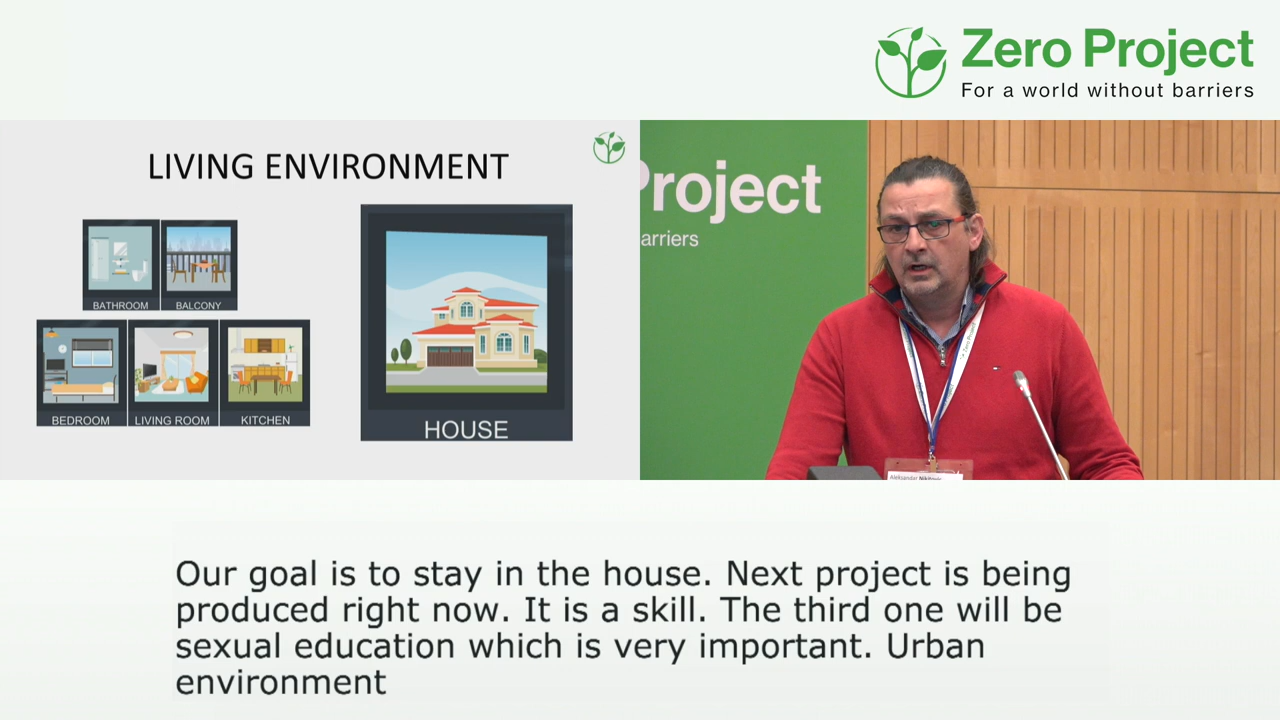 Zero Project
For a world without barriers
LIVING ENVIRONMENT
BATHROOM
BALCONY
BEDROOM
LIVING ROOM
KITCHEN
HOUSE
Project
arriers
Aleksandar
Our goal is to stay in the house. Next project is being
produced right now. It is a skill. The third one will be
sexual education which is very important. Urban
environment